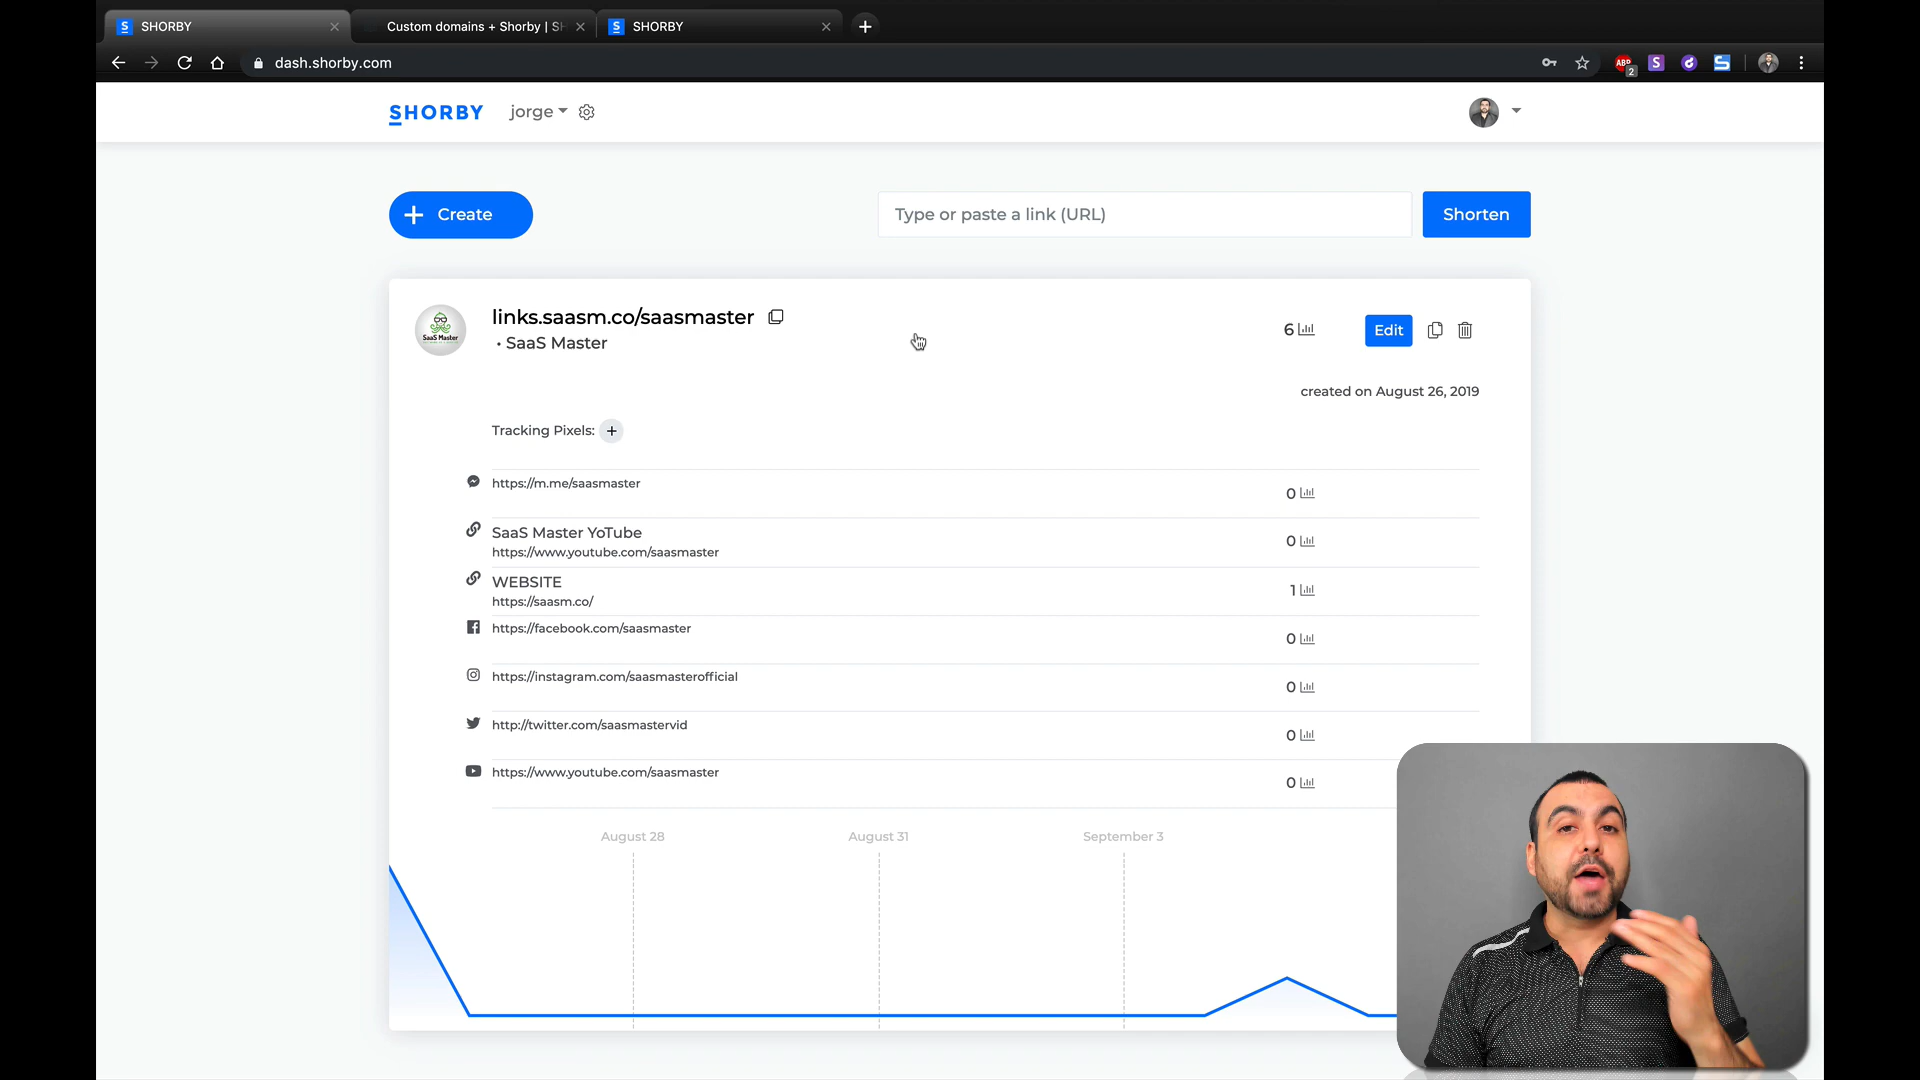 SHORBY
Custom domains + Shorby | SH
SHORBY
dash.shorby.com
ABP
2
S
SHORBY
jorge
Create
Type or paste a link (URL)
Shorten
links.saasm.co/saasmaster
• SaaS Master
SaaS Master
6
Edit
created on August 26, 2019
Tracking Pixels:
https://m.me/saasmaster
0
SaaS Master YoTube
https://www.youtube.com/saasmaster
0
WEBSITE
https://saasm.co/
1
https://facebook.com/saasmaster
0
https://instagram.com/saasmasterofficial
0
http://twitter.com/saasmastervid
0
https://www.youtube.com/saasmaster
0
August 28
August 31
September 3